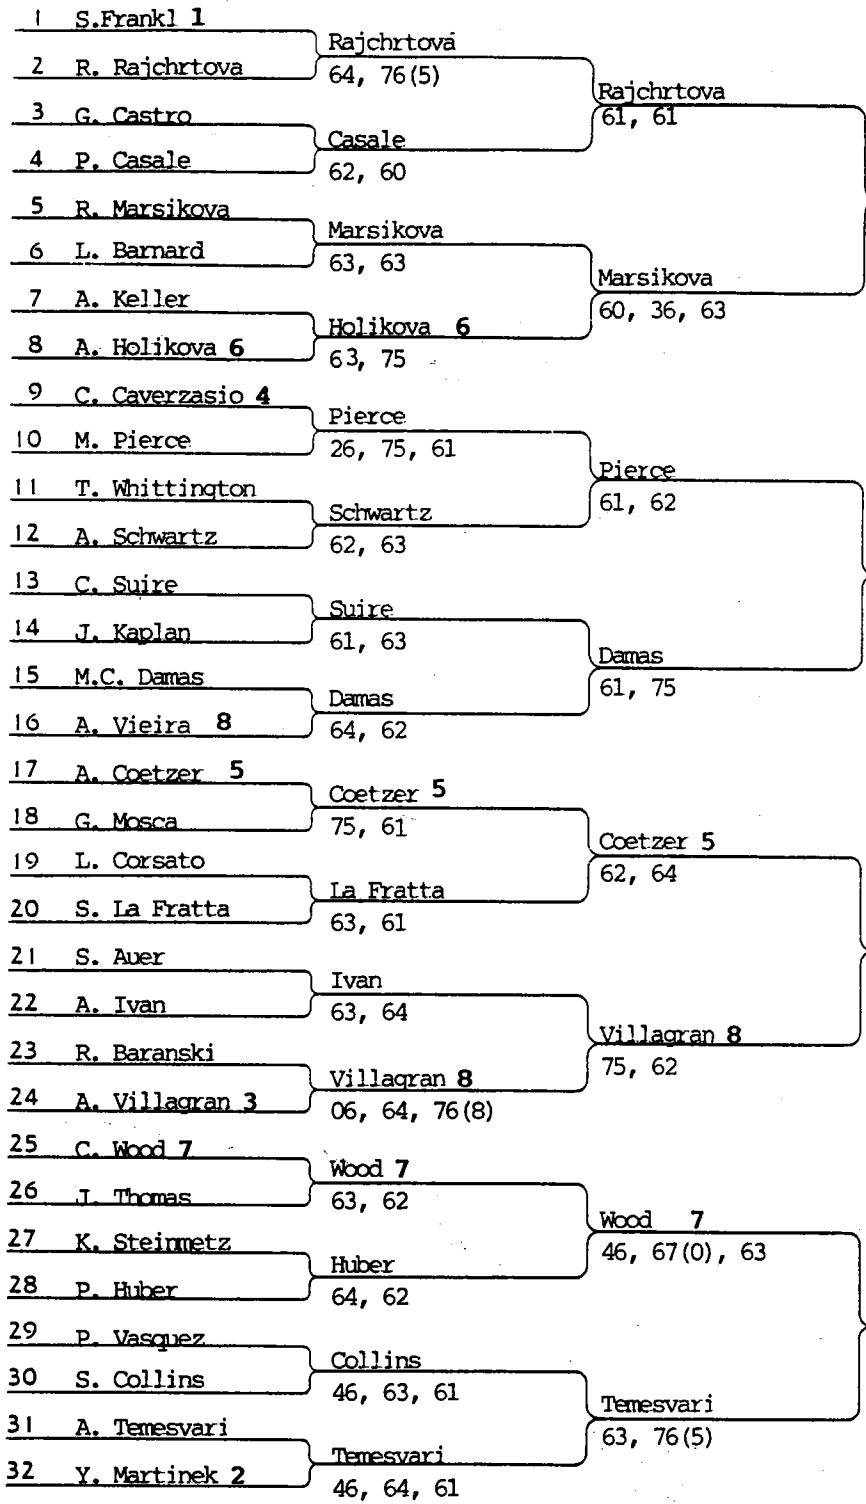 1 S.Frankl 1
Rajchrtová
2 R. Rajchrtova
64, 76(5)
Rajchrtova
61, 61
3 G. Castro
Casale
4 P. Casale
62, 60
5 R. Marsikova
Marsikova
6 L. Barnard
63, 63
Marsikova
60, 36, 63
7 A. Keller
Holikova 6
8 A. Holikova 6
63, 75
9 C. Caverzasio 4
Pierce
10 M. Pierce
26, 75, 61
Pierce
61, 62
11 T. Whittington
Schwartz
12 A. Schwartz
62, 63
13 C. Suire
Suire
14 J. Kaplan
61, 63
Damas
61, 75
15 M.C. Damas
Damas
16 A. Vieira 8
64, 62
17 A. Coetzer 5
Coetzer 5
18 G. Mosca
75, 61
Coetzer 5
62, 64
19 L. Corsato
La Fratta
20 S. La Fratta
63, 61
21 S. Auer
Ivan
22 A. Ivan
63, 64
Villagran 8
75, 62
23 R. Baranski
Villagran 8
24 A. Villagran 3
06, 64, 76(8)
25 C. Wood 7
Wood 7
26 J. Thomas
63, 62
Wood 7
46, 67(0), 63
27 K. Steinmetz
Huber
28 P. Huber
64, 62
29 P. Vasquez
Collins
30 S. Collins
46, 63, 61
Temesvari
63, 76(5)
31 A. Temesvari
Temesvari
32 Y. Martinek 2
46, 64, 61